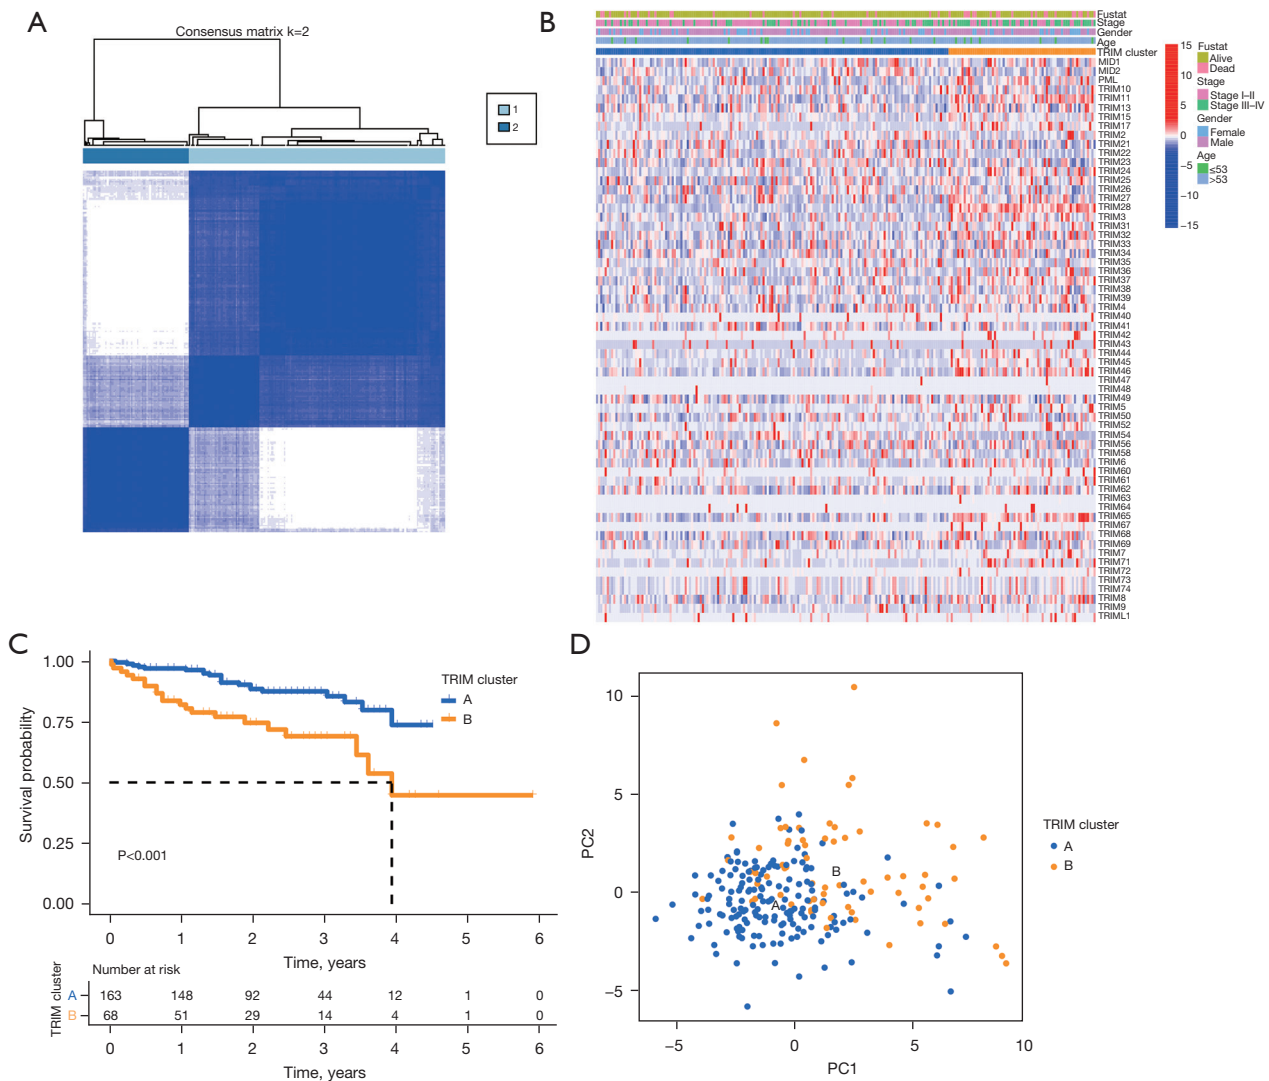 A
Consensus matrix k=2
1
2
B
Fustat
Stage
Gender
Age
TRIM cluster
MID1
MID2
PML
TRIM10
TRIM11
TRIM13
TRIM15
TRIM17
TRIM2
TRIM21
TRIM22
TRIM23
TRIM24
TRIM25
TRIM26
TRIM27
TRIM28
TRIM3
TRIM31
TRIM32
TRIM33
TRIM34
TRIM35
TRIM36
TRIM37
TRIM38
TRIM39
TRIM4
TRIM40
TRIM41
TRIM42
TRIM43
TRIM44
TRIM45
TRIM46
TRIM47
TRIM48
TRIM49
TRIM5
TRIM50
TRIM52
TRIM54
TRIM56
TRIM58
TRIM6
TRIM60
TRIM61
TRIM62
TRIM63
TRIM64
TRIM65
TRIM67
TRIM68
TRIM69
TRIM7
TRIM71
TRIM72
TRIM73
TRIM74
TRIM8
TRIM9
TRIML1
15
10
5
0
−5
−10
−15
Fustat
Alive
Dead
Stage
Stage I–II
Stage III–IV
Gender
Female
Male
Age
≤53
>53
C
1.00
0.75
0.50
0.25
0.00
Survival probability
P<0.001
TRIM cluster
A
B
0 1 2 3 4 5 6
Time, years
Number at risk
TRIM cluster
A 163 148 92 44 12 1 0
B 68 51 29 14 4 1 0
0 1 2 3 4 5 6
Time, years
D
10
5
0
−5
PC2
A
B
−5 0 5 10
PC1
TRIM cluster
A
B